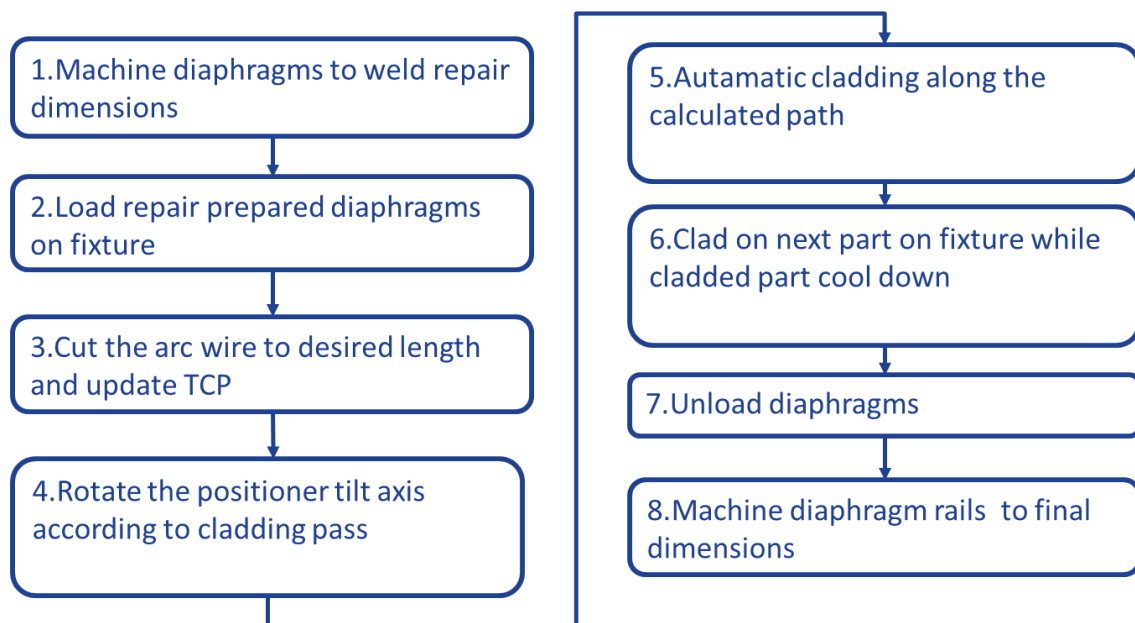 1.Machine diaphragms to weld repair
dimensions
2.Load repair prepared diaphragms
on fixture
3.Cut the arc wire to desired length
and update TCP
4.Rotate the positioner tilt axis
according to cladding pass
5.Autamatic cladding along the
calculated path
6.Clad on next part on fixture while
cladded part cool down
7.Unload diaphragms
8.Machine diaphragm rails  to final
dimensions